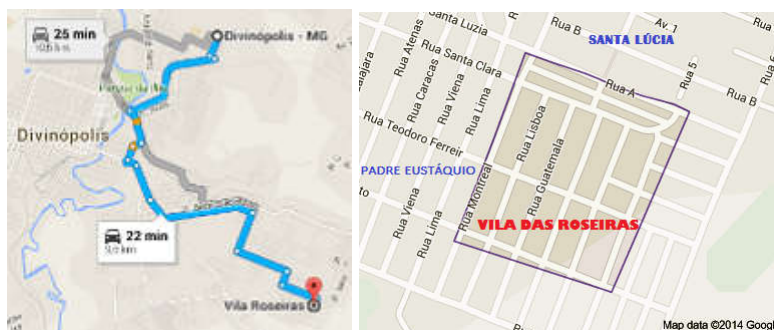 25 min
Divinópolis - MG
Divinópolis
22 min
Vila Roseiras
Santa Luzia
Av. 1
Rua B
SANTA LÚCIA
Rua Santa Clara
Rua Atenas
Rua Caracas
Rua Viena
Rua Lima
Rua A
Rua 5
Rua B
Rua Teodoro Ferreir
Rua Lisboa
Rua Guatemala
PADRE EUSTÁQUIO
Rua Montreal
Rua Viena
Rua Lima
VILA DAS ROSEIRAS
Map data ©2014 Googl